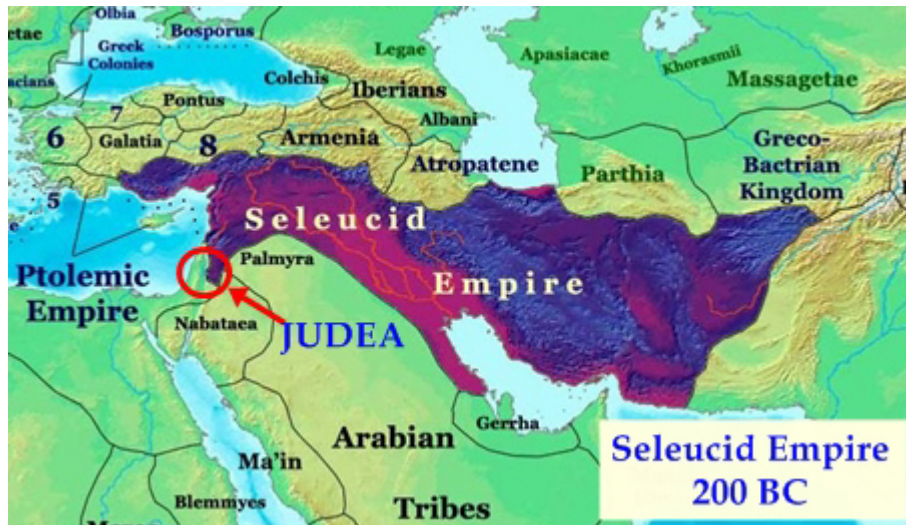 Olbia
Bosporus
Greek
Colonies
Legae
Apasiacae
Khorasmii
Massagetae
Colchis
Iberians
7
Pontus
Albani
6
Galatia
8
Armenia
Atropatene
Parthia
Greco-
Bactrian
Kingdom
5
Seleucid
Empire
Palmyra
Ptolemic
Empire
Nabataea
JUDEA
Gerrha
Arabian
Tribes
Ma'in
Blemmyes
Seleucid Empire
200 BC